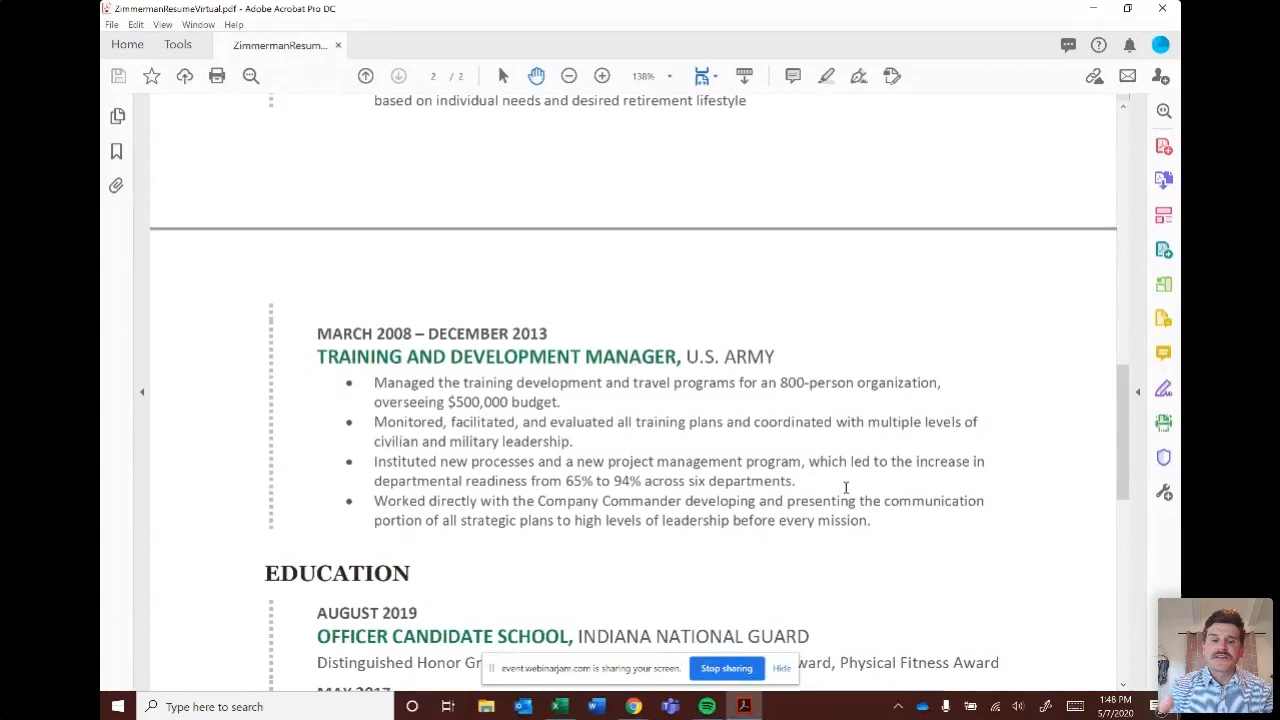 ZimmermanResumeVirtual.pdf - Adobe Acrobat Pro DC
File Edit View Window Help
Home Tools ZimmermanResum... ×
2 / 2 138%
based on individual needs and desired retirement lifestyle
MARCH 2008 – DECEMBER 2013
TRAINING AND DEVELOPMENT MANAGER, U.S. ARMY
• Managed the training development and travel programs for an 800-person organization,
overseeing $500,000 budget.
• Monitored, facilitated, and evaluated all training plans and coordinated with multiple levels of
civilian and military leadership.
• Instituted new processes and a new project management program, which led to the increase in
departmental readiness from 65% to 94% across six departments.
• Worked directly with the Company Commander developing and presenting the communication
portion of all strategic plans to high levels of leadership before every mission.
EDUCATION
AUGUST 2019
OFFICER CANDIDATE SCHOOL, INDIANA NATIONAL GUARD
Distinguished Honor Gr ward, Physical Fitness Award
event.webinarjam.com is sharing your screen. Stop sharing Hide
MAY 2017
Type here to search
1:48 PM
5/7/2020